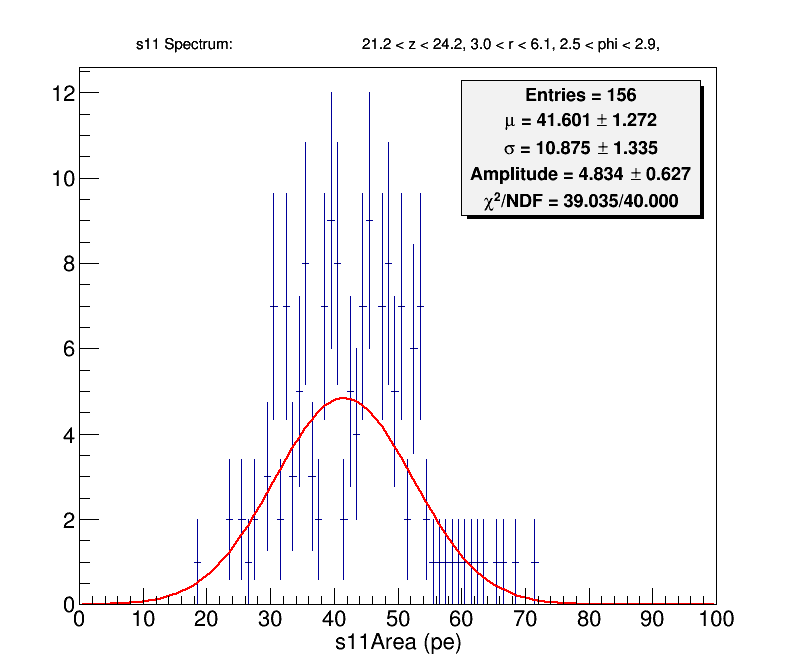 s11 Spectrum: 21.2 < z < 24.2, 3.0 < r < 6.1, 2.5 < phi < 2.9,
Entries = 156
μ = 41.601 ± 1.272
σ = 10.875 ± 1.335
Amplitude = 4.834 ± 0.627
χ²/NDF = 39.035/40.000
12
10
8
6
4
2
0
0 10 20 30 40 50 60 70 80 90 100
s11Area (pe)